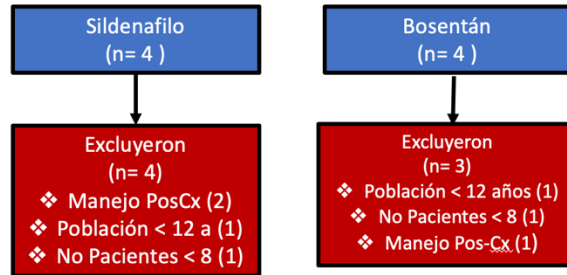 Sildenafilo
(n= 4 )
Excluyeron
(n= 4)
❖ Manejo PosCx (2)
❖ Población < 12 a (1)
❖ No Pacientes < 8 (1)
Bosentán
(n= 4 )
Excluyeron
(n= 3)
❖ Población < 12 años (1)
❖ No Pacientes < 8 (1)
❖ Manejo Pos-Cx (1)